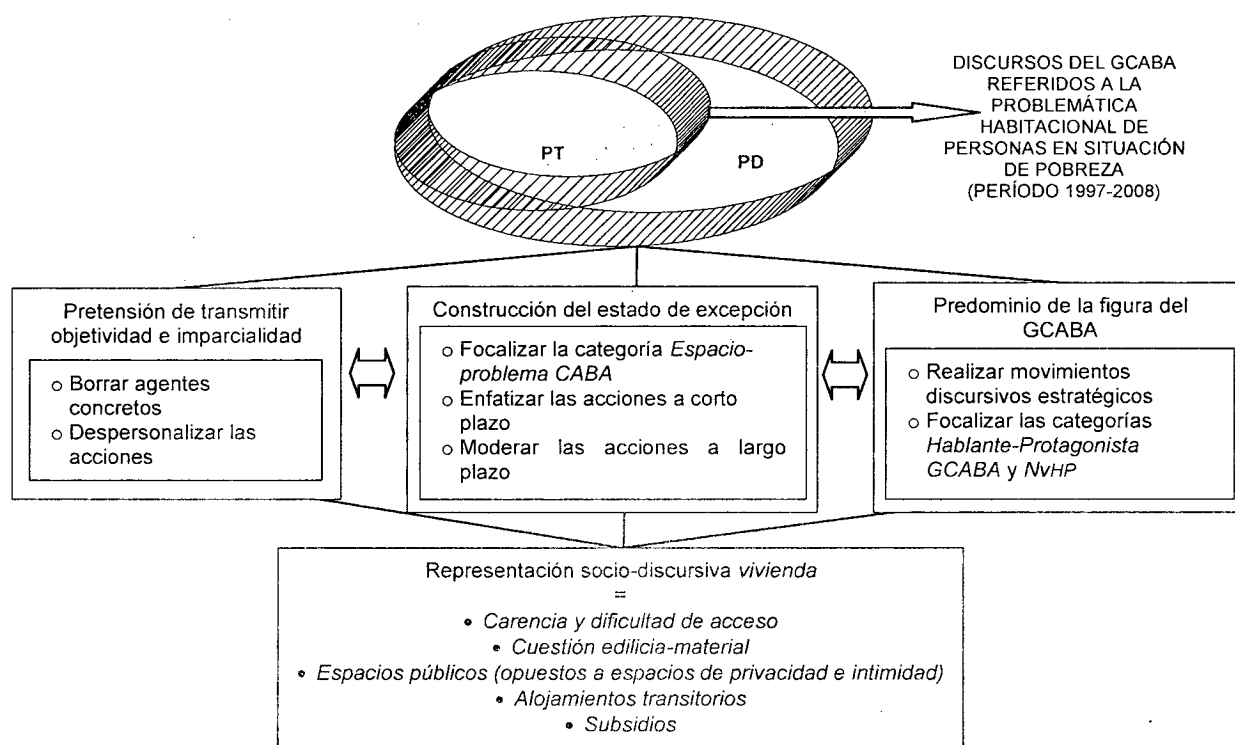 DISCURSOS DEL GCABA
REFERIDOS A LA
PROBLEMÁTICA
HABITACIONAL DE
PERSONAS EN SITUACIÓN
DE POBREZA
(PERÍODO 1997-2008)
PT
PD
Pretensión de transmitir
objetividad e imparcialidad
o Borrar agentes
concretos
o Despersonalizar las
acciones
Construcción del estado de excepción
o Focalizar la categoría Espacio-
problema CABA
o Enfatizar las acciones a corto
plazo
o Moderar las acciones a largo
plazo
Predominio de la figura del
GCABA
o Realizar movimientos
discursivos estratégicos
o Focalizar las categorías
Hablante-Protagonista
GCABA y NvHP
Representación socio-discursiva vivienda
=
• Carencia y dificultad de acceso
• Cuestión edilicia-material
• Espacios públicos (opuestos a espacios de privacidad e intimidad)
• Alojamientos transitorios
• Subsidios